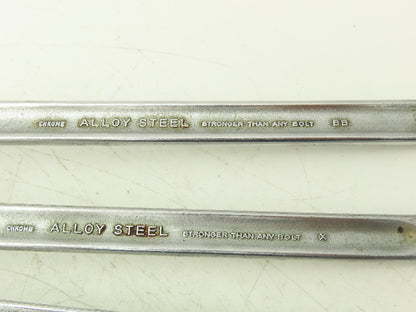 CHROME ALLOY STEEL STRONGER THAN ANY BOLT BB
CHROME ALLOY STEEL STRONGER THAN ANY BOLT X